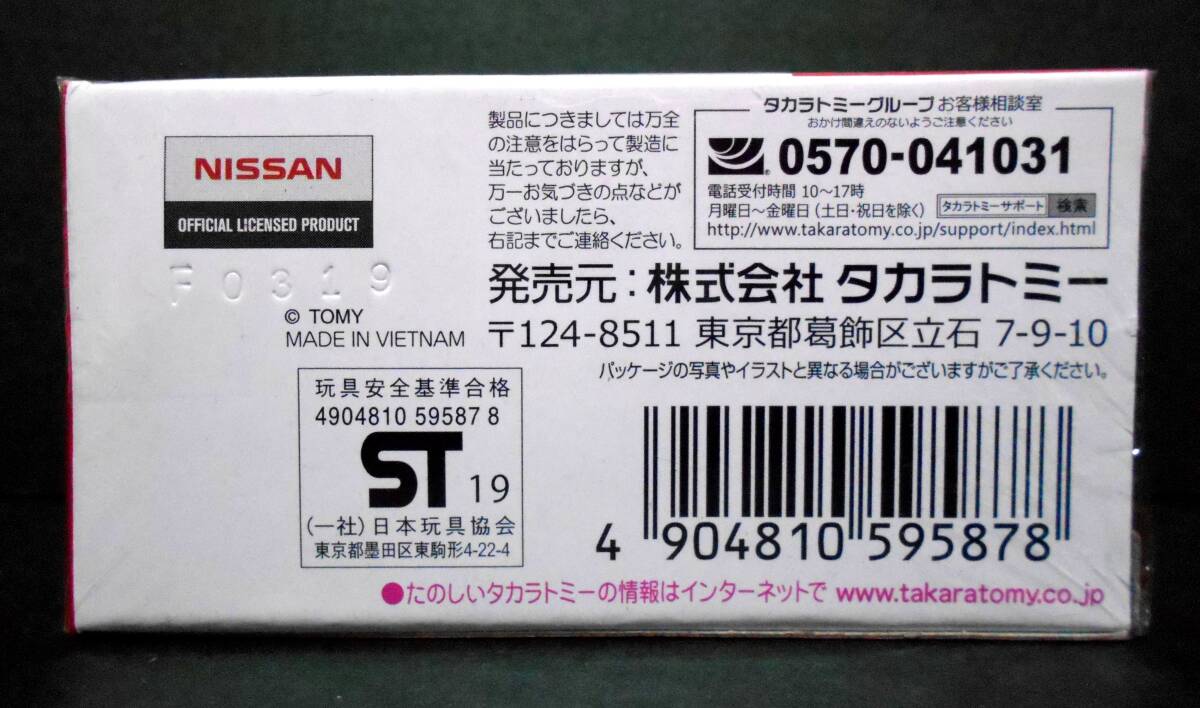 NISSAN
OFFICIAL LICENSED PRODUCT
F0319
© TOMY
MADE IN VIETNAM
製品につきましては万全
の注意をはらって製造に
当たっておりますが、
万一お気づきの点などが
ございましたら、
右記までご連絡ください。
タカラトミーグループ お客様相談室
おかけ間違えのないようご注意ください
0570-041031
電話受付時間 10〜17時
月曜日〜金曜日(土日・祝日を除く) タカラトミーサポート 検索
http://www.takaratomy.co.jp/support/index.html
発売元:株式会社 タカラトミー
〒124-8511 東京都葛飾区立石 7-9-10
パッケージの写真やイラストと異なる場合がございますがご了承ください。
玩具安全基準合格
4904810 59587 8
ST 19
(一社)日本玩具協会
東京都墨田区東駒形4-22-4
4 904810 595878
●たのしいタカラトミーの情報はインターネットで www.takaratomy.co.jp